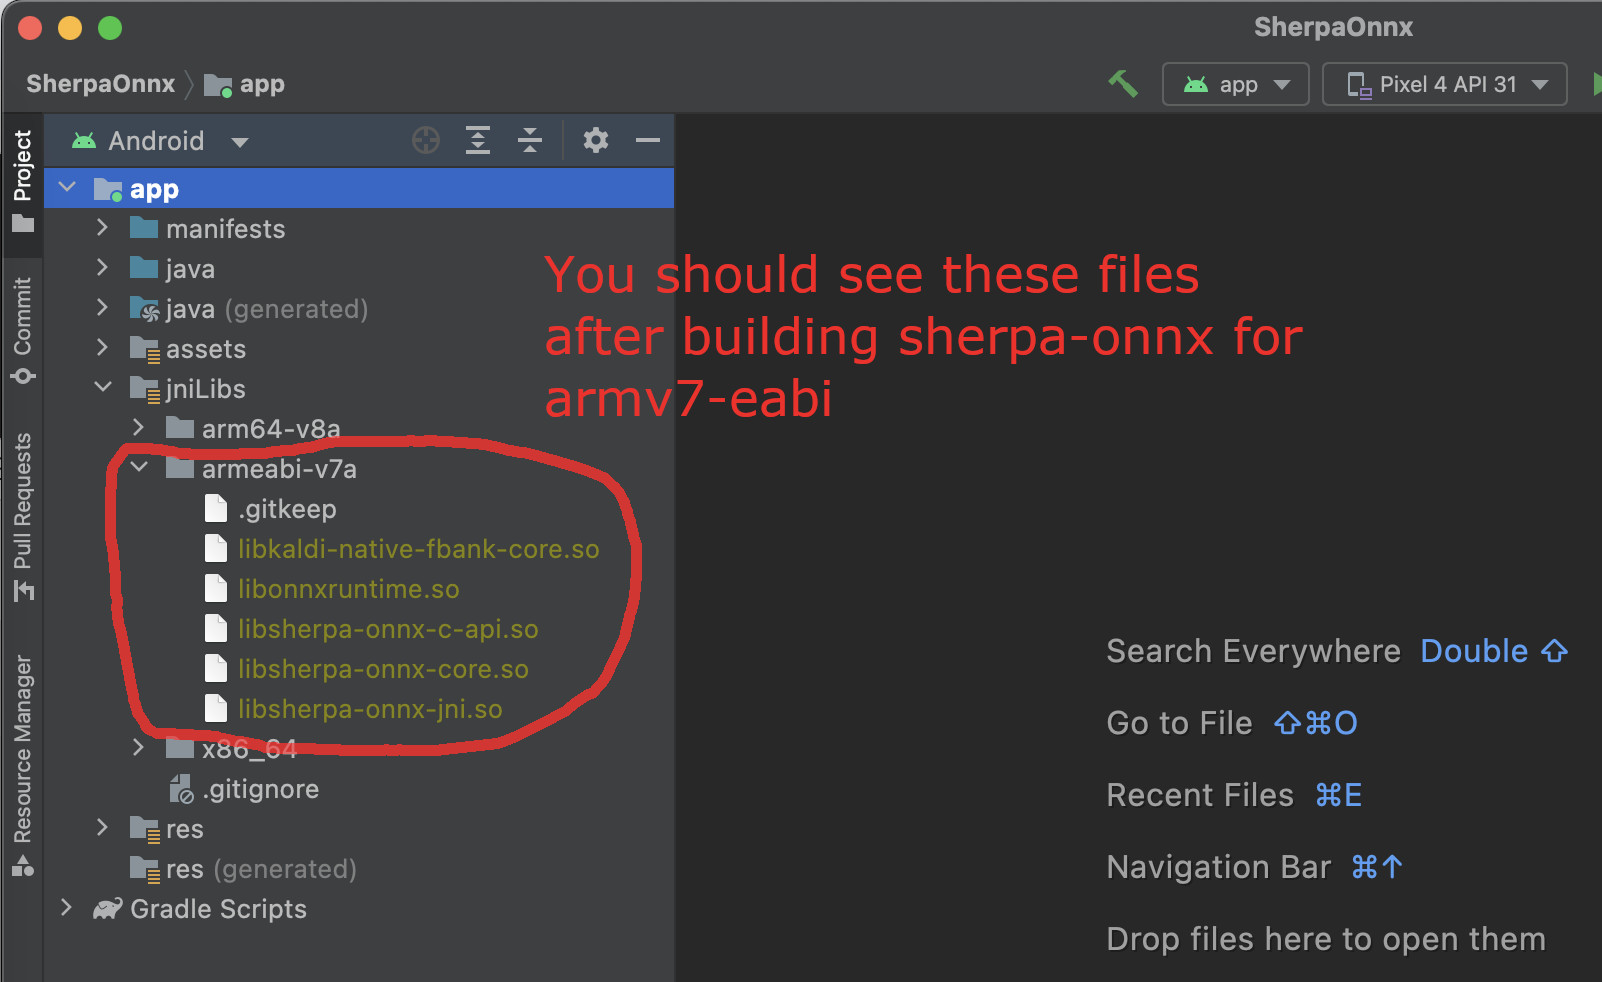 SherpaOnnx
SherpaOnnx
app
app
Pixel 4 API 31
Project
Commit
Pull Requests
Resource Manager
Android
app
manifests
java
java (generated)
assets
jniLibs
arm64-v8a
armeabi-v7a
.gitkeep
libkaldi-native-fbank-core.so
libonnxruntime.so
libsherpa-onnx-c-api.so
libsherpa-onnx-core.so
libsherpa-onnx-jni.so
x86_64
.gitignore
res
res (generated)
Gradle Scripts
You should see these files
after building sherpa-onnx for
armv7-eabi
Search Everywhere Double ⇧
Go to File ⇧⌘O
Recent Files ⌘E
Navigation Bar ⌘↑
Drop files here to open them